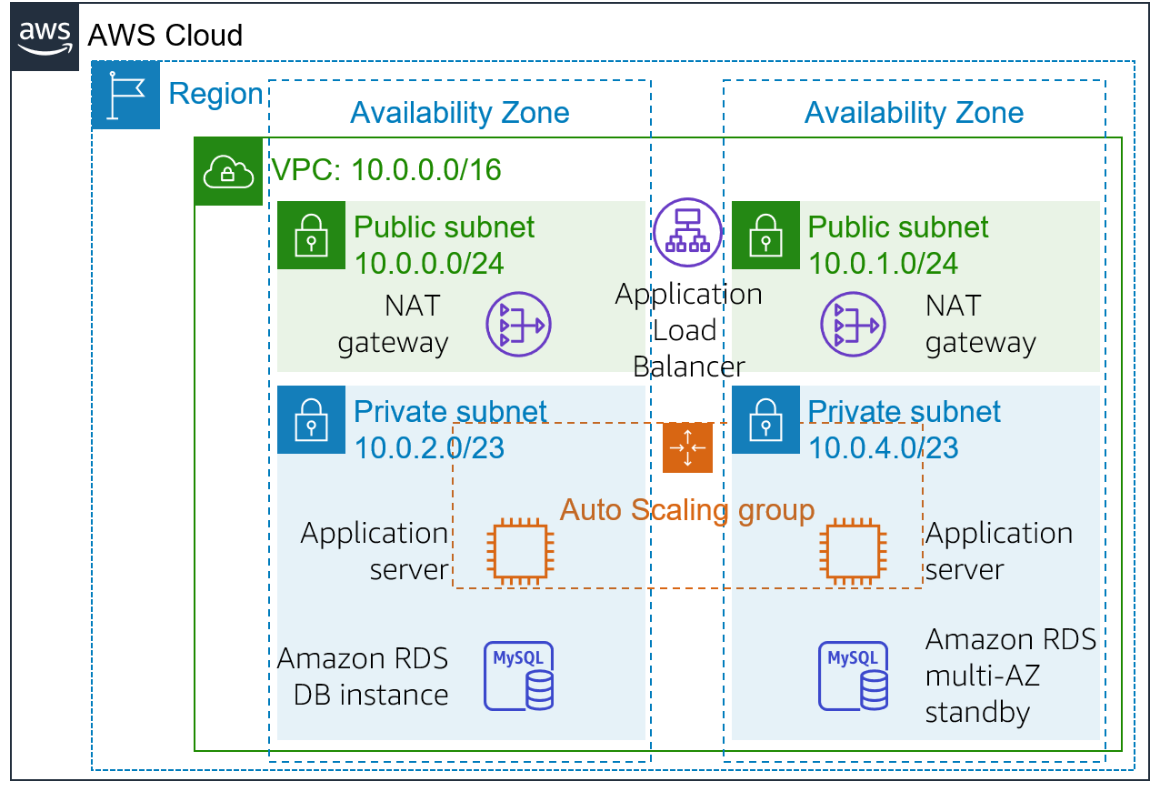 aws
AWS Cloud
Region
Availability Zone
Availability Zone
VPC: 10.0.0.0/16
Public subnet
10.0.0.0/24
NAT
gateway
Application
Load
Balancer
Public subnet
10.0.1.0/24
NAT
gateway
Private subnet
10.0.2.0/23
Private subnet
10.0.4.0/23
Auto Scaling group
Application
server
Application
server
Amazon RDS
DB instance
MySQL
MySQL
Amazon RDS
multi-AZ
standby